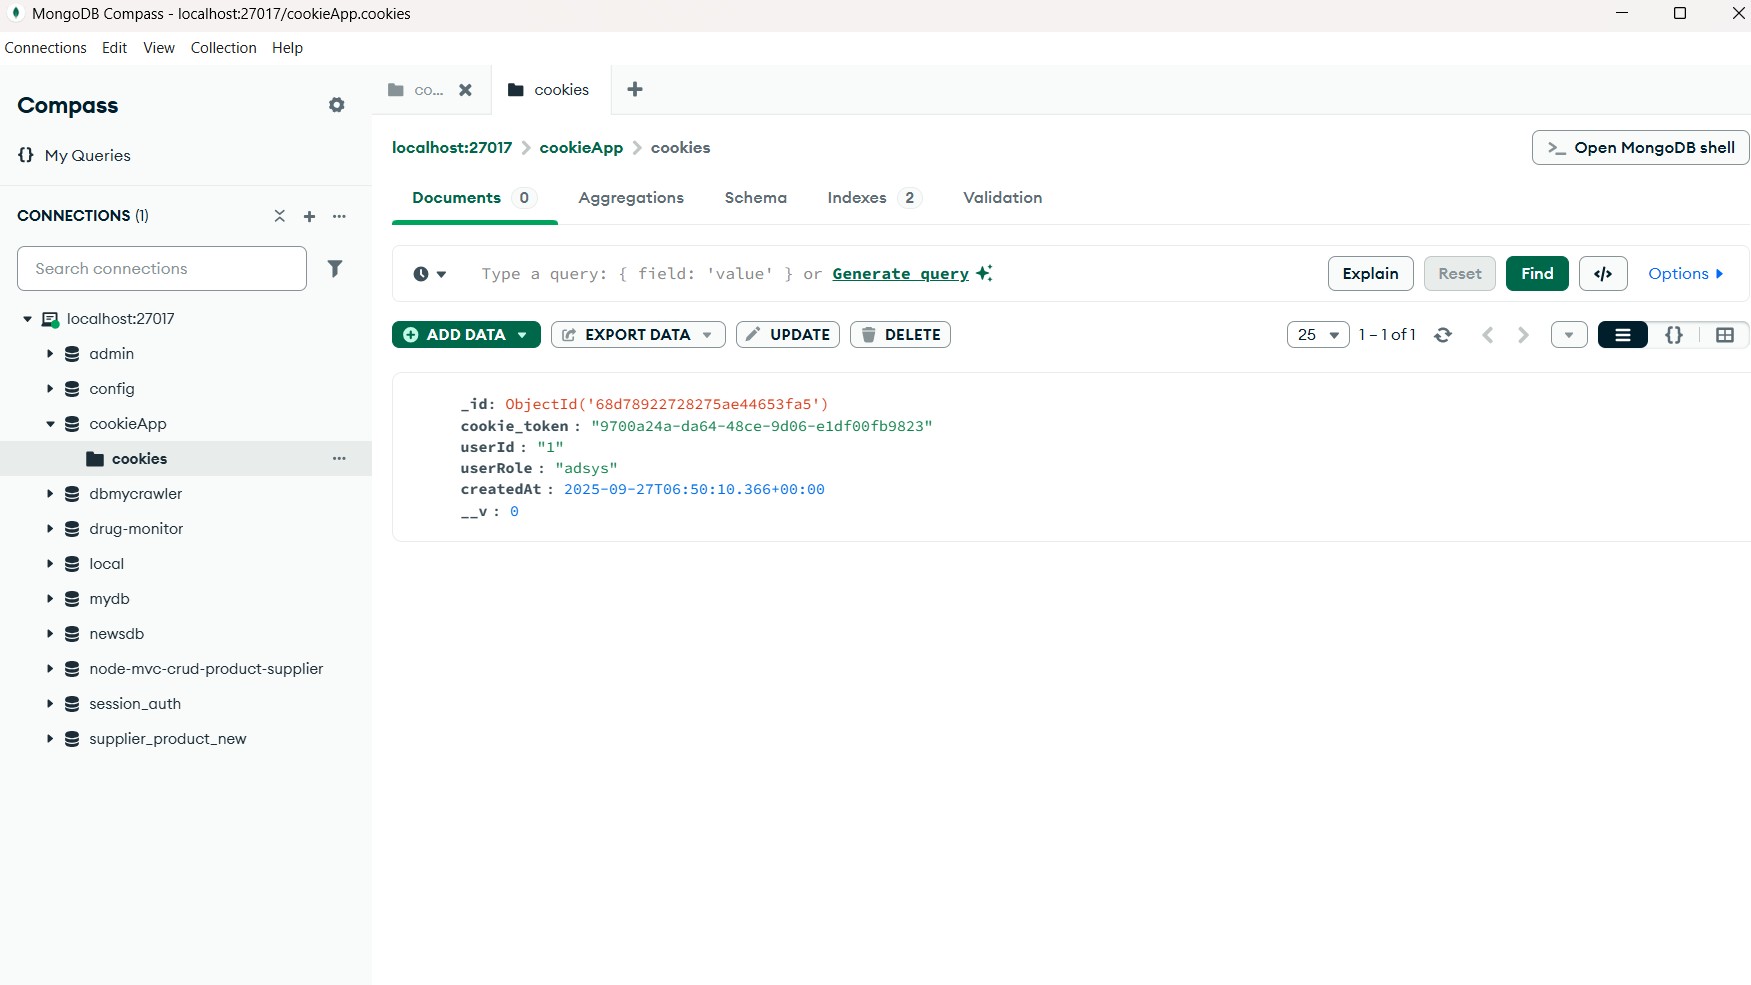 MongoDB Compass - localhost:27017/cookieApp.cookies
Connections Edit View Collection Help
Compass
{} My Queries
CONNECTIONS (1)
Search connections
localhost:27017
admin
config
cookieApp
cookies
dbmycrawler
drug-monitor
local
mydb
newsdb
node-mvc-crud-product-supplier
session_auth
supplier_product_new
co... cookies
localhost:27017 > cookieApp > cookies
>_ Open MongoDB shell
Documents 0 Aggregations Schema Indexes 2 Validation
Type a query: { field: 'value' } or Generate query
Explain Reset Find </> Options
ADD DATA EXPORT DATA UPDATE DELETE
25 1 – 1 of 1 {}
_id: ObjectId('68d78922728275ae44653fa5')
cookie_token : "9700a24a-da64-48ce-9d06-e1df00fb9823"
userId : "1"
userRole : "adsys"
createdAt : 2025-09-27T06:50:10.366+00:00
__v : 0